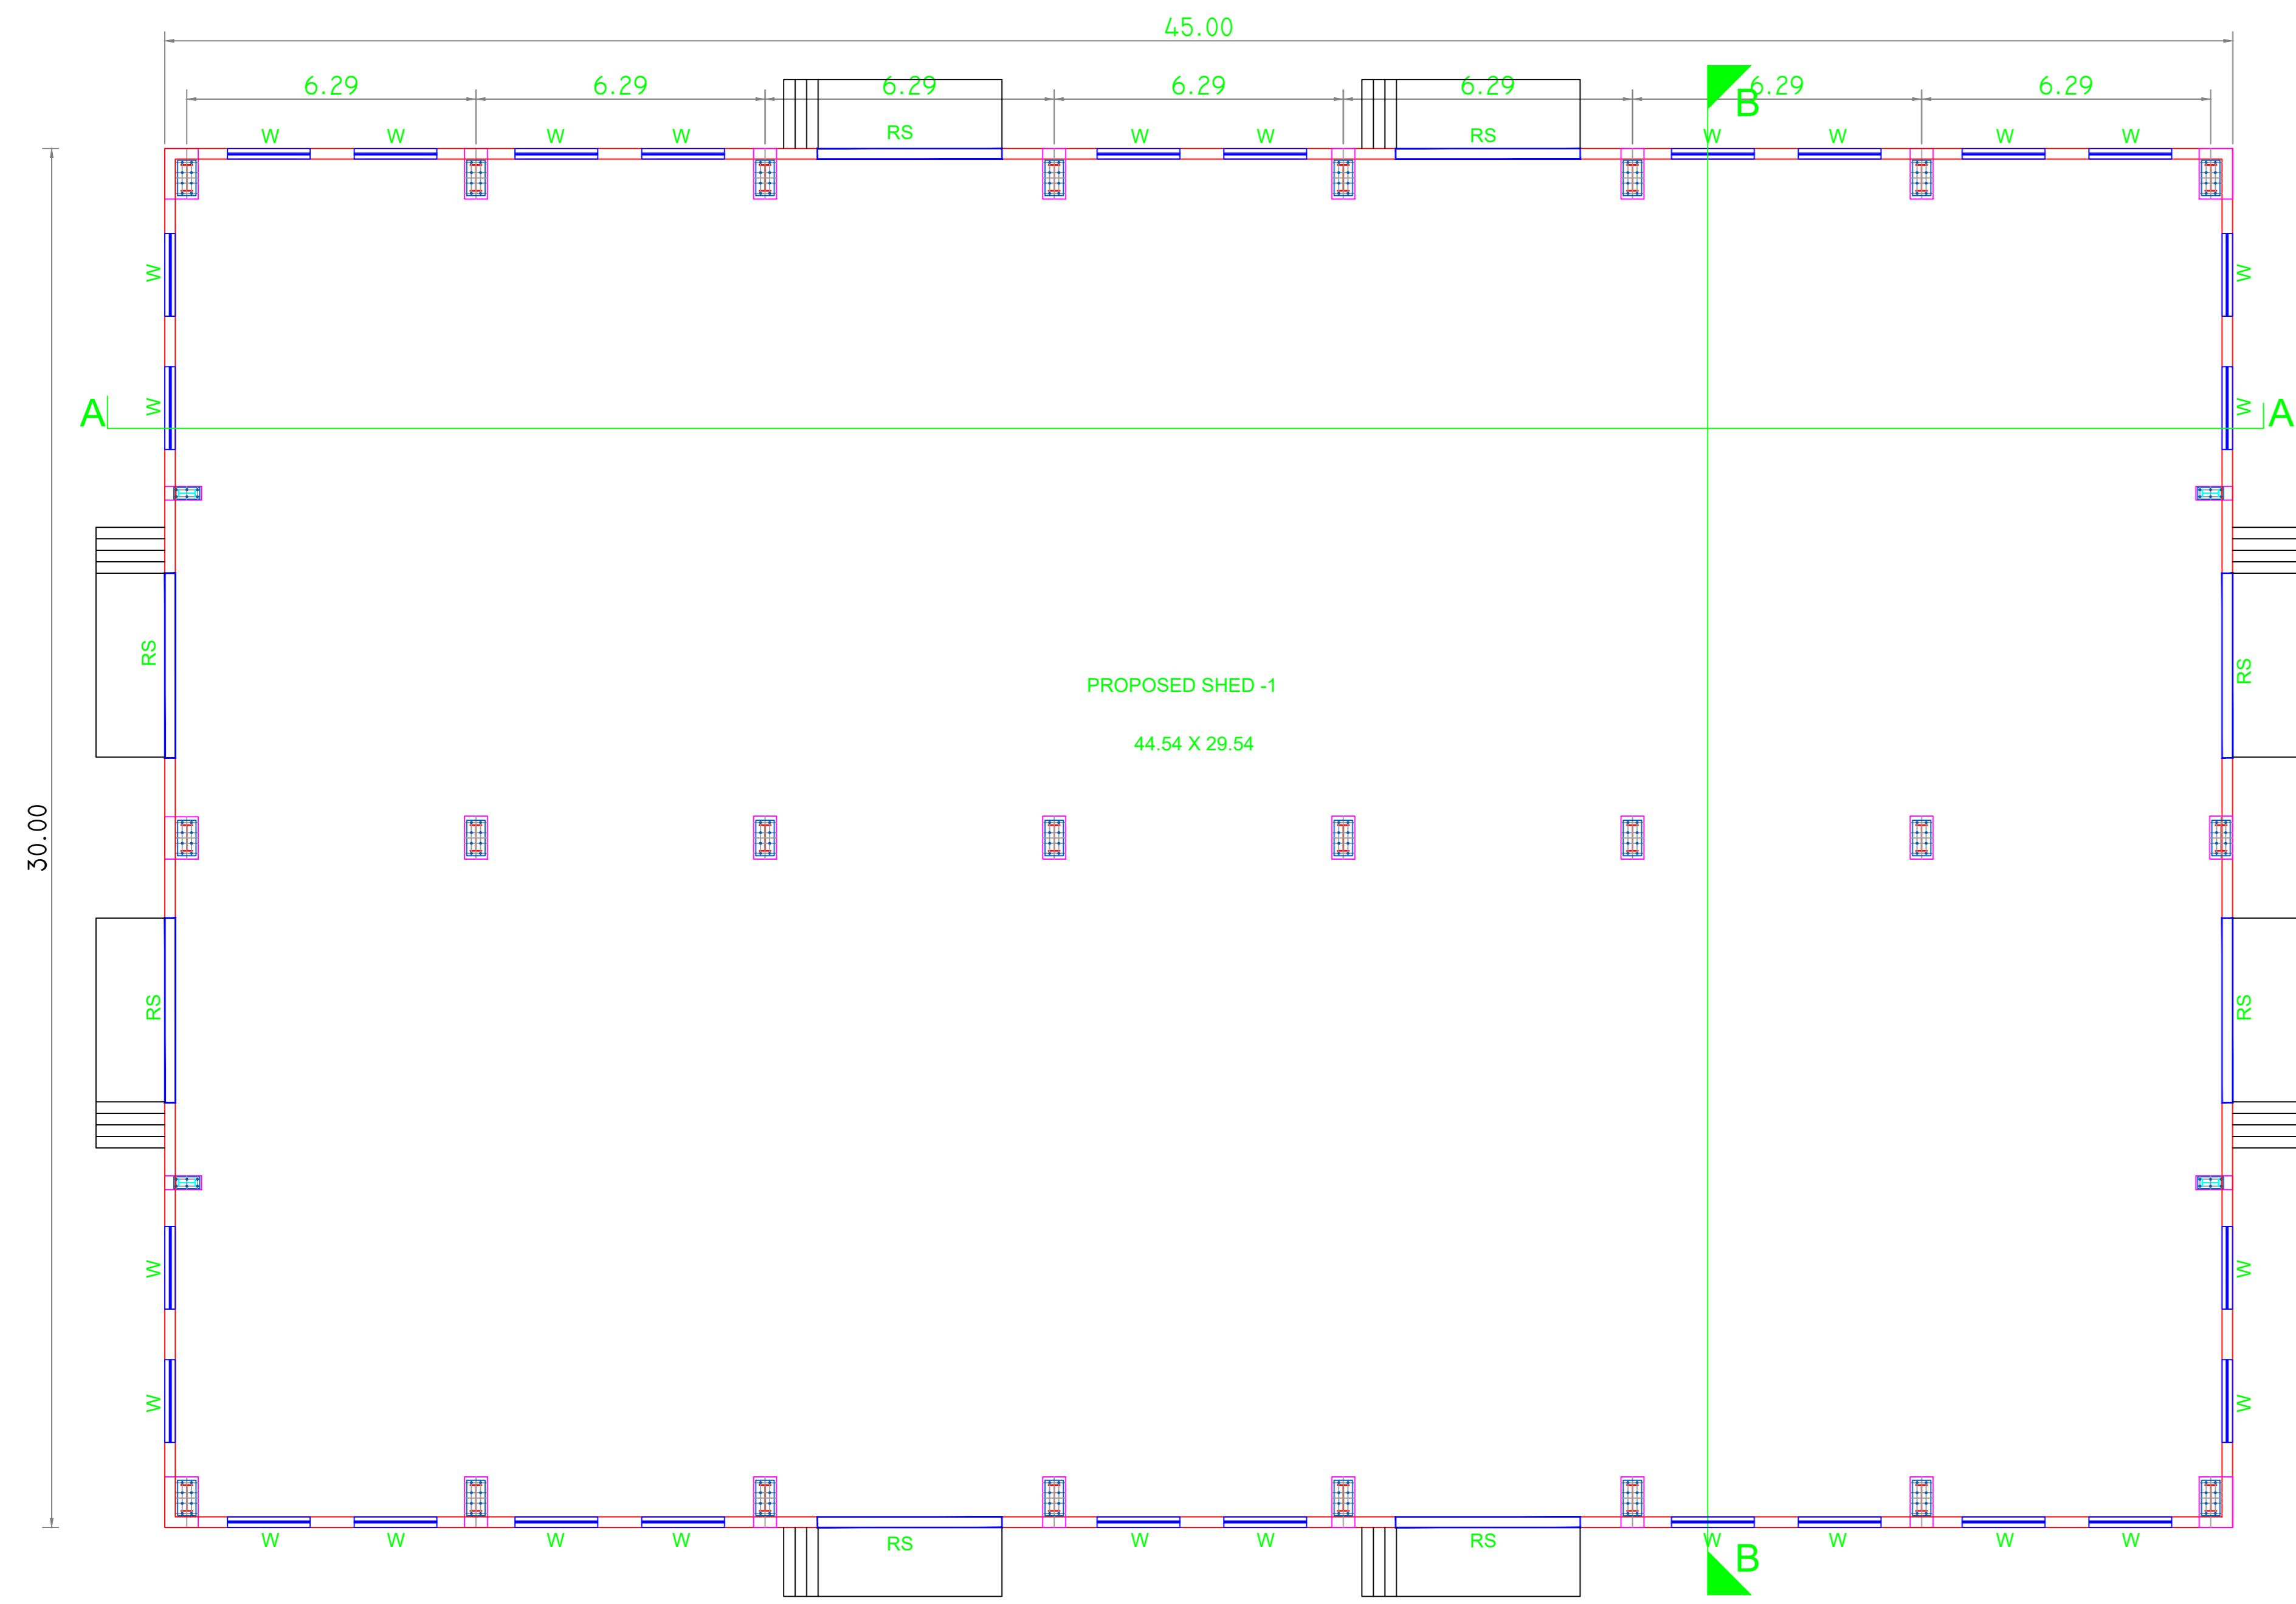 45.00
6.29 6.29 6.29 6.29 6.29 6.29 6.29
B
W W W W RS W W RS W W W W
W W
W W
A A
RS RS
PROPOSED SHED -1
44.54 X 29.54
30.00
RS RS
W W
W W
W W W W RS W W RS W W W W
B